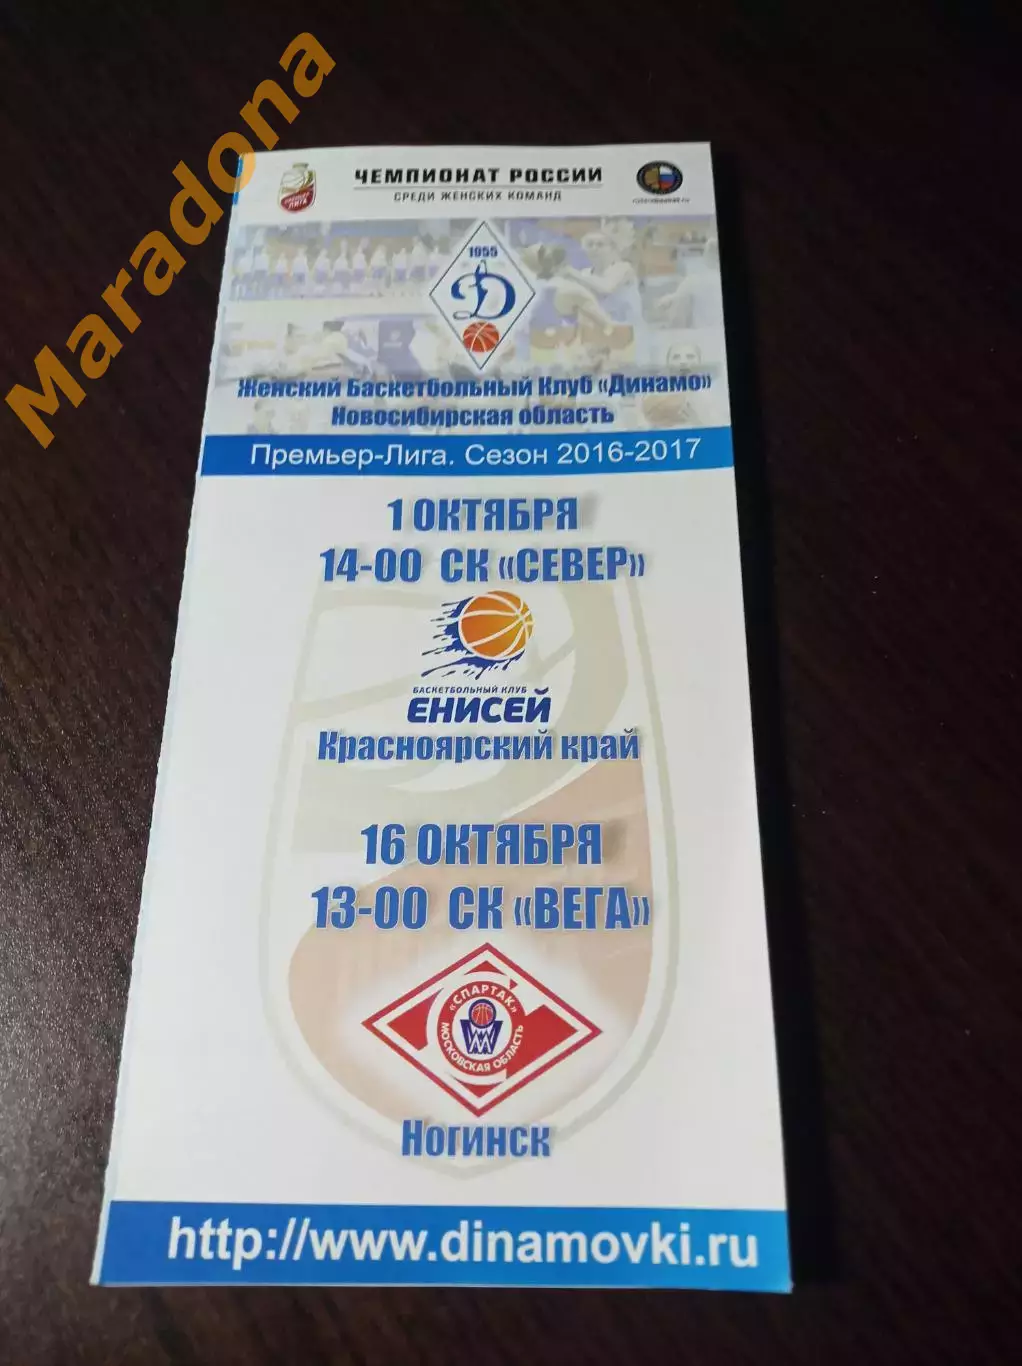 Maradona
ЧЕМПИОНАТ РОССИИ
СРЕДИ ЖЕНСКИХ КОМАНД
ЛИГА
1955
Д
Женский Баскетбольный Клуб «Динамо»
Новосибирская область
Премьер-Лига. Сезон 2016-2017
1 ОКТЯБРЯ
14-00 СК «СЕВЕР»
БАСКЕТБОЛЬНЫЙ КЛУБ
ЕНИСЕЙ
Красноярский край
16 ОКТЯБРЯ
13-00 СК «ВЕГА»
«СПАРТАК»
МОСКОВСКАЯ ОБЛАСТЬ
Ногинск
http://www.dinamovki.ru